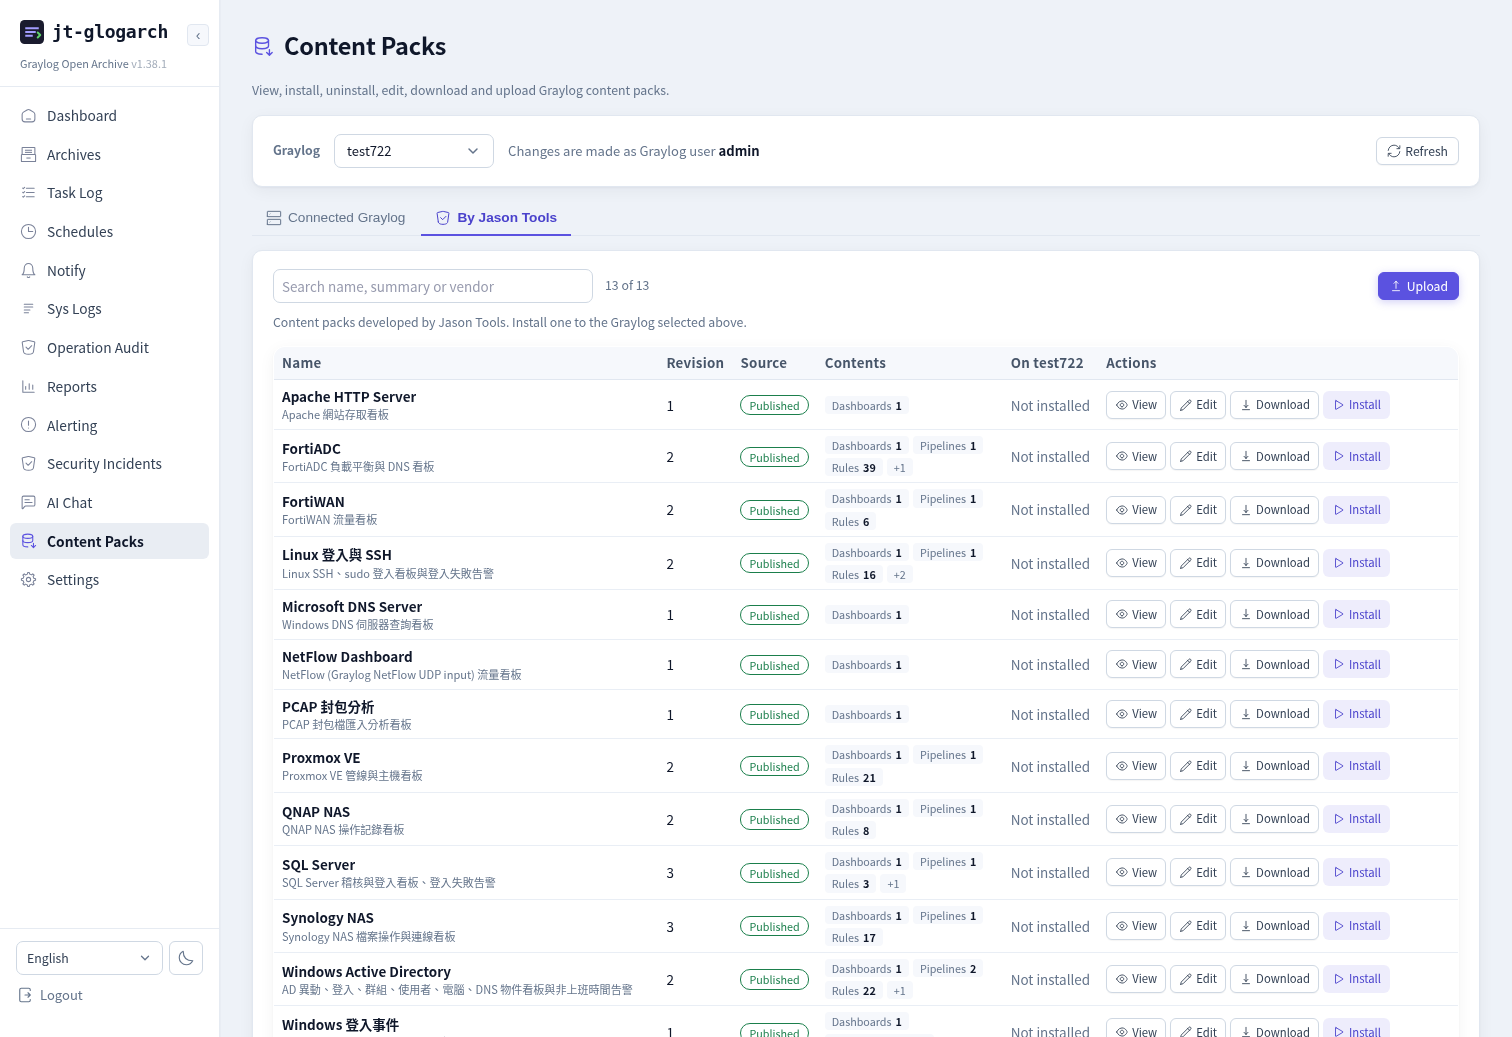 jt-glogarch
Graylog Open Archive v1.38.1
Dashboard
Archives
Task Log
Schedules
Notify
Sys Logs
Operation Audit
Reports
Alerting
Security Incidents
AI Chat
Content Packs
Settings
English
Logout
Content Packs
View, install, uninstall, edit, download and upload Graylog content packs.
Graylog test722 Changes are made as Graylog user admin Refresh
Connected Graylog By Jason Tools
Search name, summary or vendor 13 of 13 Upload
Content packs developed by Jason Tools. Install one to the Graylog selected above.
Name Revision Source Contents On test722 Actions
Apache HTTP Server
Apache 網站存取看板
1 Published Dashboards 1 Not installed View Edit Download Install
FortiADC
FortiADC 負載平衡與 DNS 看板
2 Published Dashboards 1 Pipelines 1
Rules 39 +1
Not installed View Edit Download Install
FortiWAN
FortiWAN 流量看板
2 Published Dashboards 1 Pipelines 1
Rules 6
Not installed View Edit Download Install
Linux 登入與 SSH
Linux SSH、sudo 登入看板與登入失敗告警
2 Published Dashboards 1 Pipelines 1
Rules 16 +2
Not installed View Edit Download Install
Microsoft DNS Server
Windows DNS 伺服器查詢看板
1 Published Dashboards 1 Not installed View Edit Download Install
NetFlow Dashboard
NetFlow (Graylog NetFlow UDP input) 流量看板
1 Published Dashboards 1 Not installed View Edit Download Install
PCAP 封包分析
PCAP 封包檔匯入分析看板
1 Published Dashboards 1 Not installed View Edit Download Install
Proxmox VE
Proxmox VE 管線與主機看板
2 Published Dashboards 1 Pipelines 1
Rules 21
Not installed View Edit Download Install
QNAP NAS
QNAP NAS 操作記錄看板
2 Published Dashboards 1 Pipelines 1
Rules 8
Not installed View Edit Download Install
SQL Server
SQL Server 稽核與登入看板、登入失敗告警
3 Published Dashboards 1 Pipelines 1
Rules 3 +1
Not installed View Edit Download Install
Synology NAS
Synology NAS 檔案操作與連線看板
3 Published Dashboards 1 Pipelines 1
Rules 17
Not installed View Edit Download Install
Windows Active Directory
AD 異動、登入、群組、使用者、電腦、DNS 物件看板與非上班時間告警
2 Published Dashboards 1 Pipelines 2
Rules 22 +1
Not installed View Edit Download Install
Windows 登入事件
1 Published Dashboards 1 Not installed View Edit Download Install